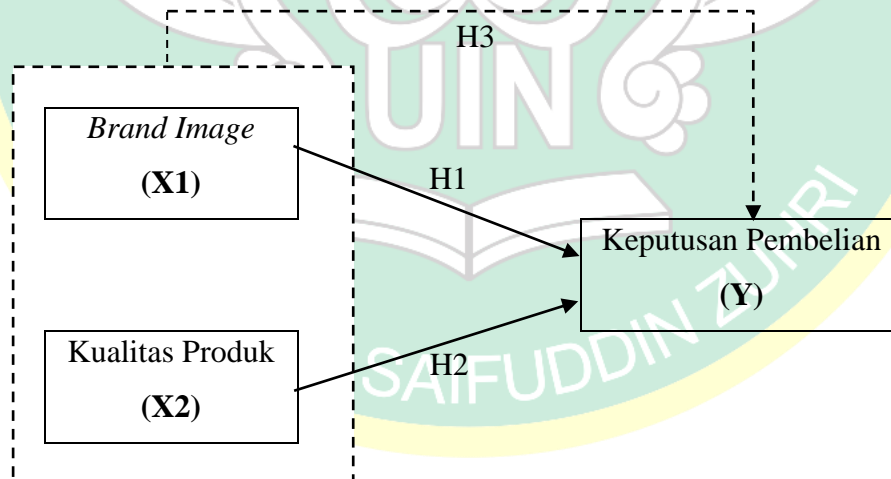 H3
Brand Image
(X1)
H1
Keputusan Pembelian
(Y)
Kualitas Produk
(X2)
H2
UIN
SAIFUDDIN ZUHRI